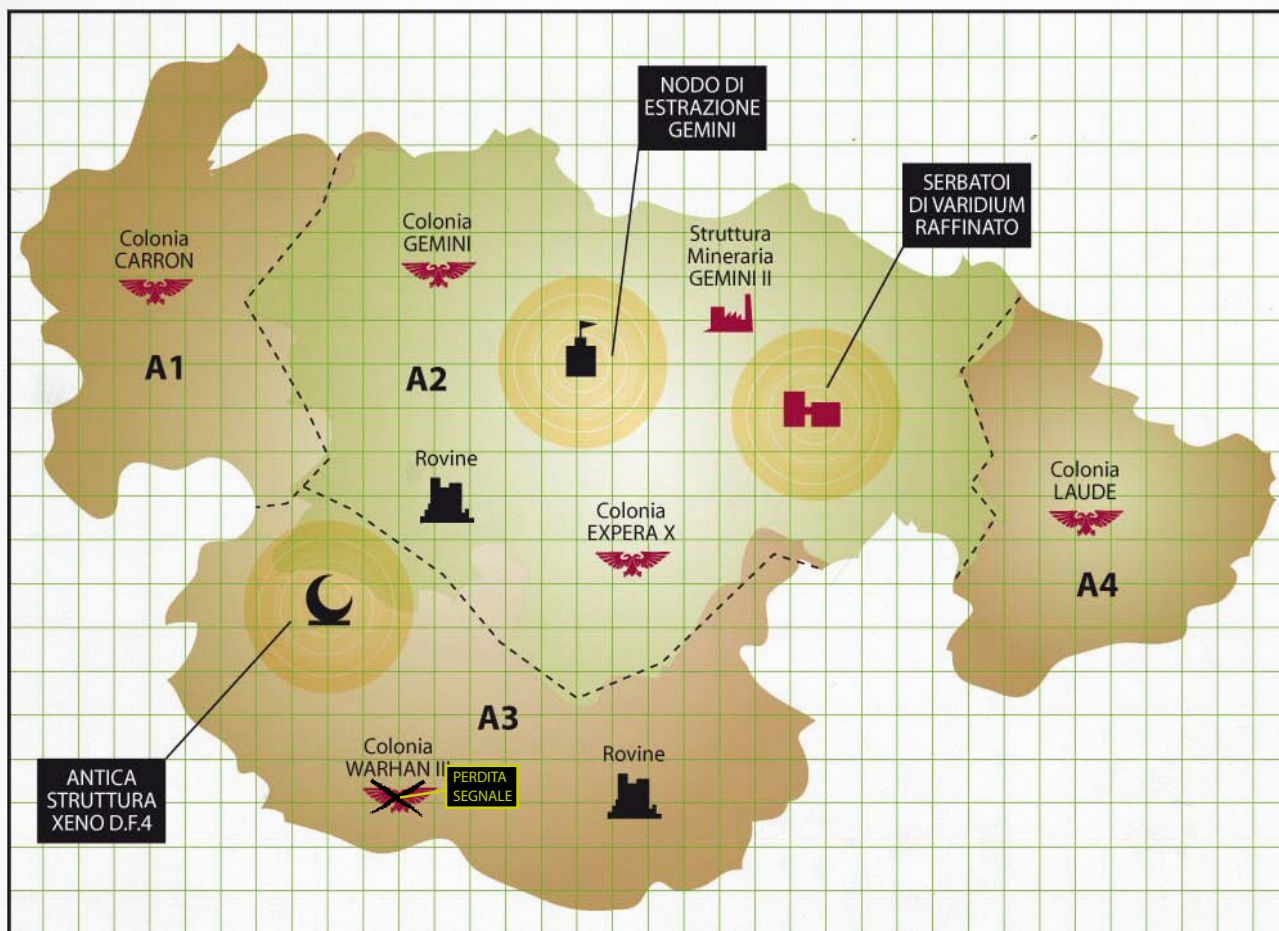 NODO DI
ESTRAZIONE
GEMINI
SERBATOI
DI VARIDIUM
RAFFINATO
Colonia
CARRON
Colonia
GEMINI
Struttura
Mineraria
GEMINI II
A1
A2
Rovine
Colonia
EXPERA X
Colonia
LAUDE
A4
A3
Colonia
WARHAN III
PERDITA
SEGNALE
Rovine
ANTICA
STRUTTURA
XENO D.F.4